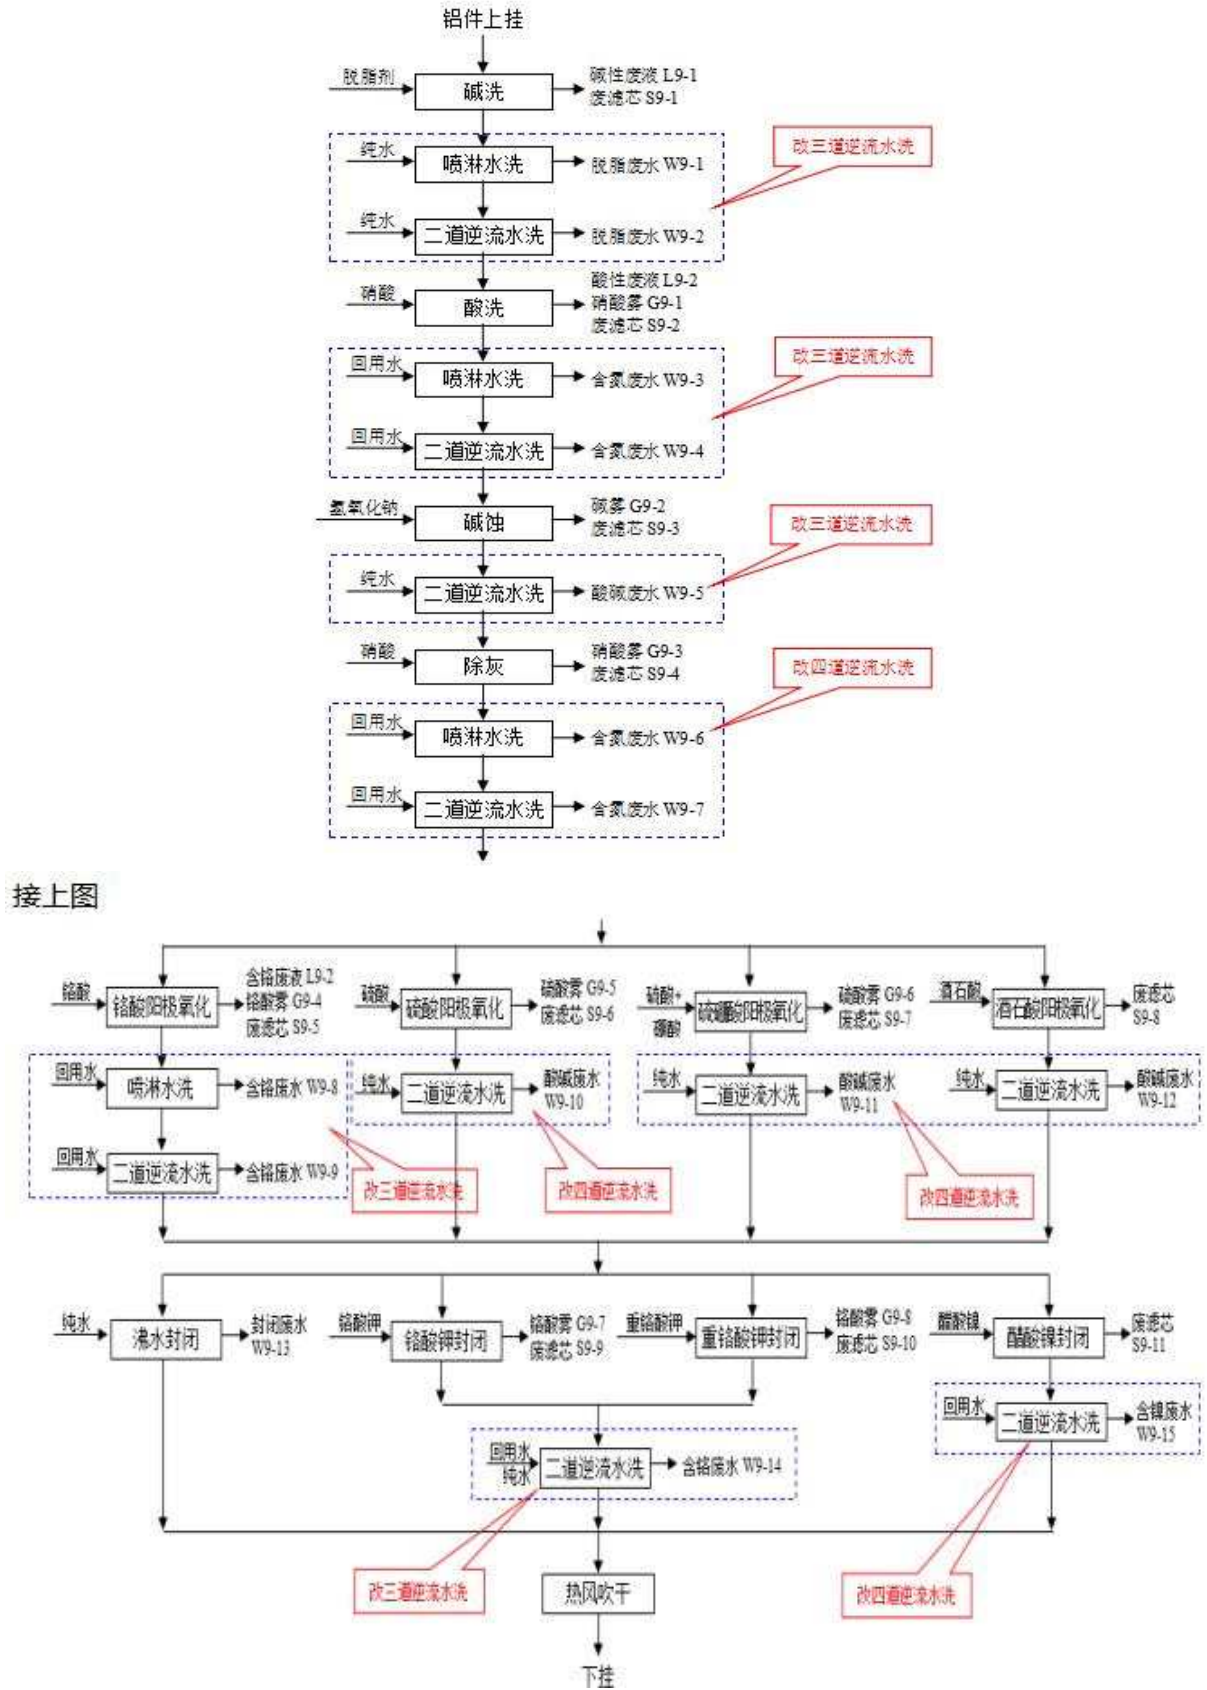 铝件上挂
脱脂剂
碱洗
碱性废液 L9-1
废滤芯 S9-1
改三道逆流水洗
纯水
喷淋水洗
脱脂废水 W9-1
纯水
二道逆流水洗
脱脂废水 W9-2
硝酸
酸洗
酸性废液 L9-2
硝酸雾 G9-1
废滤芯 S9-2
改三道逆流水洗
回用水
喷淋水洗
含氮废水 W9-3
回用水
二道逆流水洗
含氮废水 W9-4
氢氧化钠
碱蚀
碱雾 G9-2
废滤芯 S9-3
改三道逆流水洗
纯水
二道逆流水洗
酸碱废水 W9-5
硝酸
除灰
硝酸雾 G9-3
废滤芯 S9-4
改四道逆流水洗
回用水
喷淋水洗
含氮废水 W9-6
回用水
二道逆流水洗
含氮废水 W9-7
接上图
铬酸
铬酸阳极氧化
含铬废液 L9-2
铬酸雾 G9-4
废滤芯 S9-5
硫酸
硫酸阳极氧化
硫酸雾 G9-5
废滤芯 S9-6
硫酸+
硼酸
硫硼酸阳极氧化
硫酸雾 G9-6
废滤芯 S9-7
酒石酸
酒石酸阳极氧化
废滤芯
S9-8
回用水
喷淋水洗
含铬废水 W9-8
纯水
二道逆流水洗
酸碱废水
W9-10
纯水
二道逆流水洗
酸碱废水
W9-11
纯水
二道逆流水洗
酸碱废水
W9-12
回用水
二道逆流水洗
含铬废水 W9-9
改三道逆流水洗
改四道逆流水洗
改四道逆流水洗
纯水
沸水封闭
封闭废水
W9-13
铬酸钾
铬酸钾封闭
铬酸雾 G9-7
废滤芯 S9-9
重铬酸钾
重铬酸钾封闭
铬酸雾 G9-8
废滤芯 S9-10
醋酸镍
醋酸镍封闭
废滤芯
S9-11
回用水
二道逆流水洗
含镍废水
W9-15
回用水
纯水
二道逆流水洗
含铬废水 W9-14
改三道逆流水洗
热风吹干
改四道逆流水洗
下挂